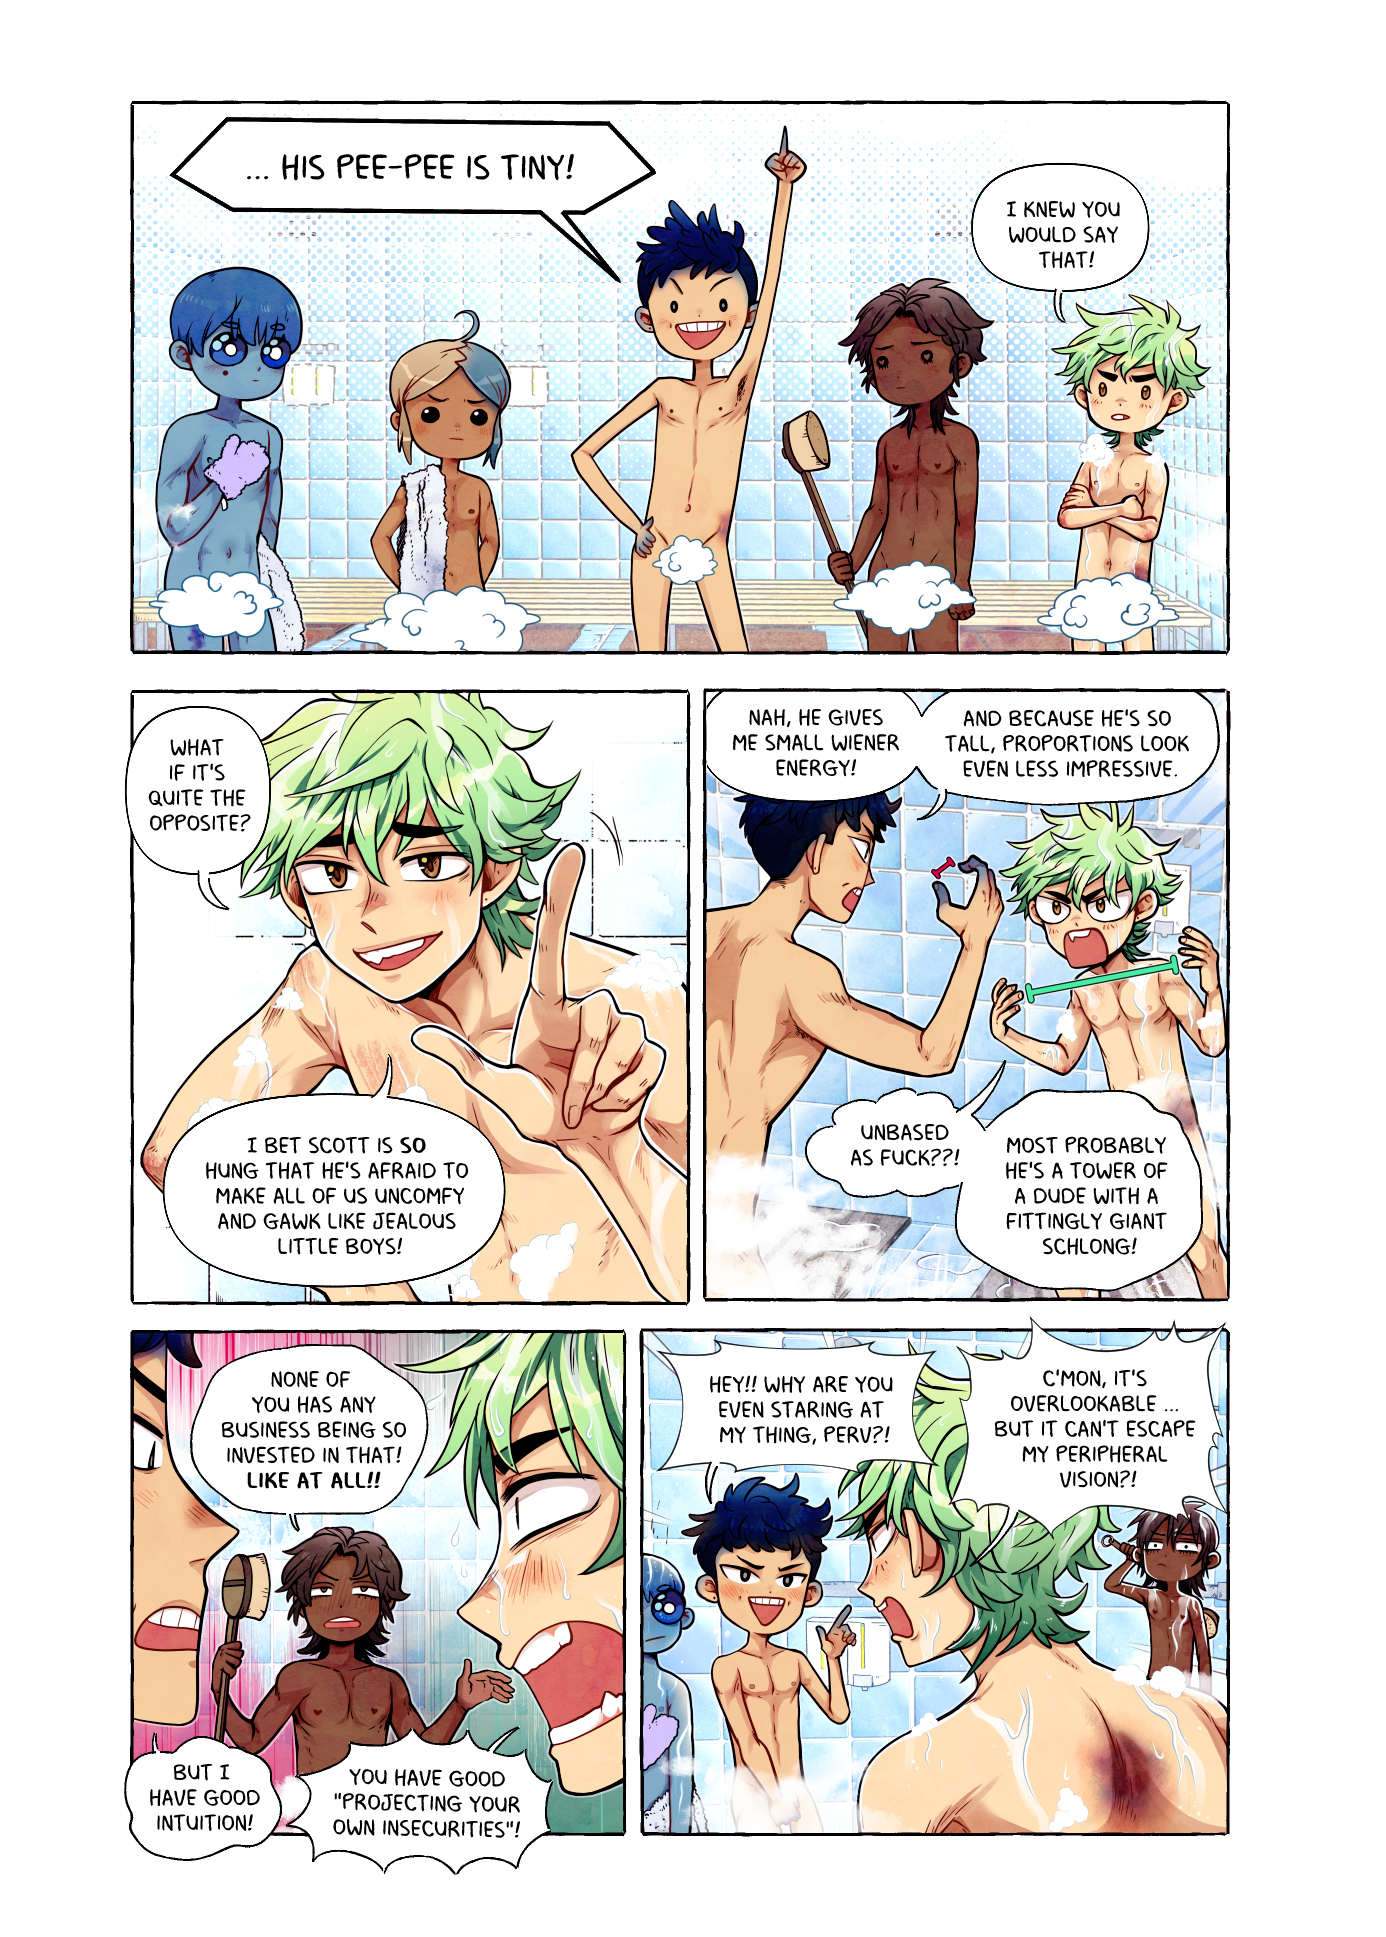 ... HIS PEE-PEE IS TINY!
I KNEW YOU
WOULD SAY
THAT!
WHAT
IF IT'S
QUITE THE
OPPOSITE?
I BET SCOTT IS SO
HUNG THAT HE'S AFRAID TO
MAKE ALL OF US UNCOMFY
AND GAWK LIKE JEALOUS
LITTLE BOYS!
NAH, HE GIVES
ME SMALL WIENER
ENERGY!
AND BECAUSE HE'S SO
TALL, PROPORTIONS LOOK
EVEN LESS IMPRESSIVE.
UNBASED
AS FUCK??!
MOST PROBABLY
HE'S A TOWER OF
A DUDE WITH A
FITTINGLY GIANT
SCHLONG!
NONE OF
YOU HAS ANY
BUSINESS BEING SO
INVESTED IN THAT!
LIKE AT ALL!!
BUT I
HAVE GOOD
INTUITION!
YOU HAVE GOOD
"PROJECTING YOUR
OWN INSECURITIES"!
HEY!! WHY ARE YOU
EVEN STARING AT
MY THING, PERV?!
C'MON, IT'S
OVERLOOKABLE ...
BUT IT CAN'T ESCAPE
MY PERIPHERAL
VISION?!